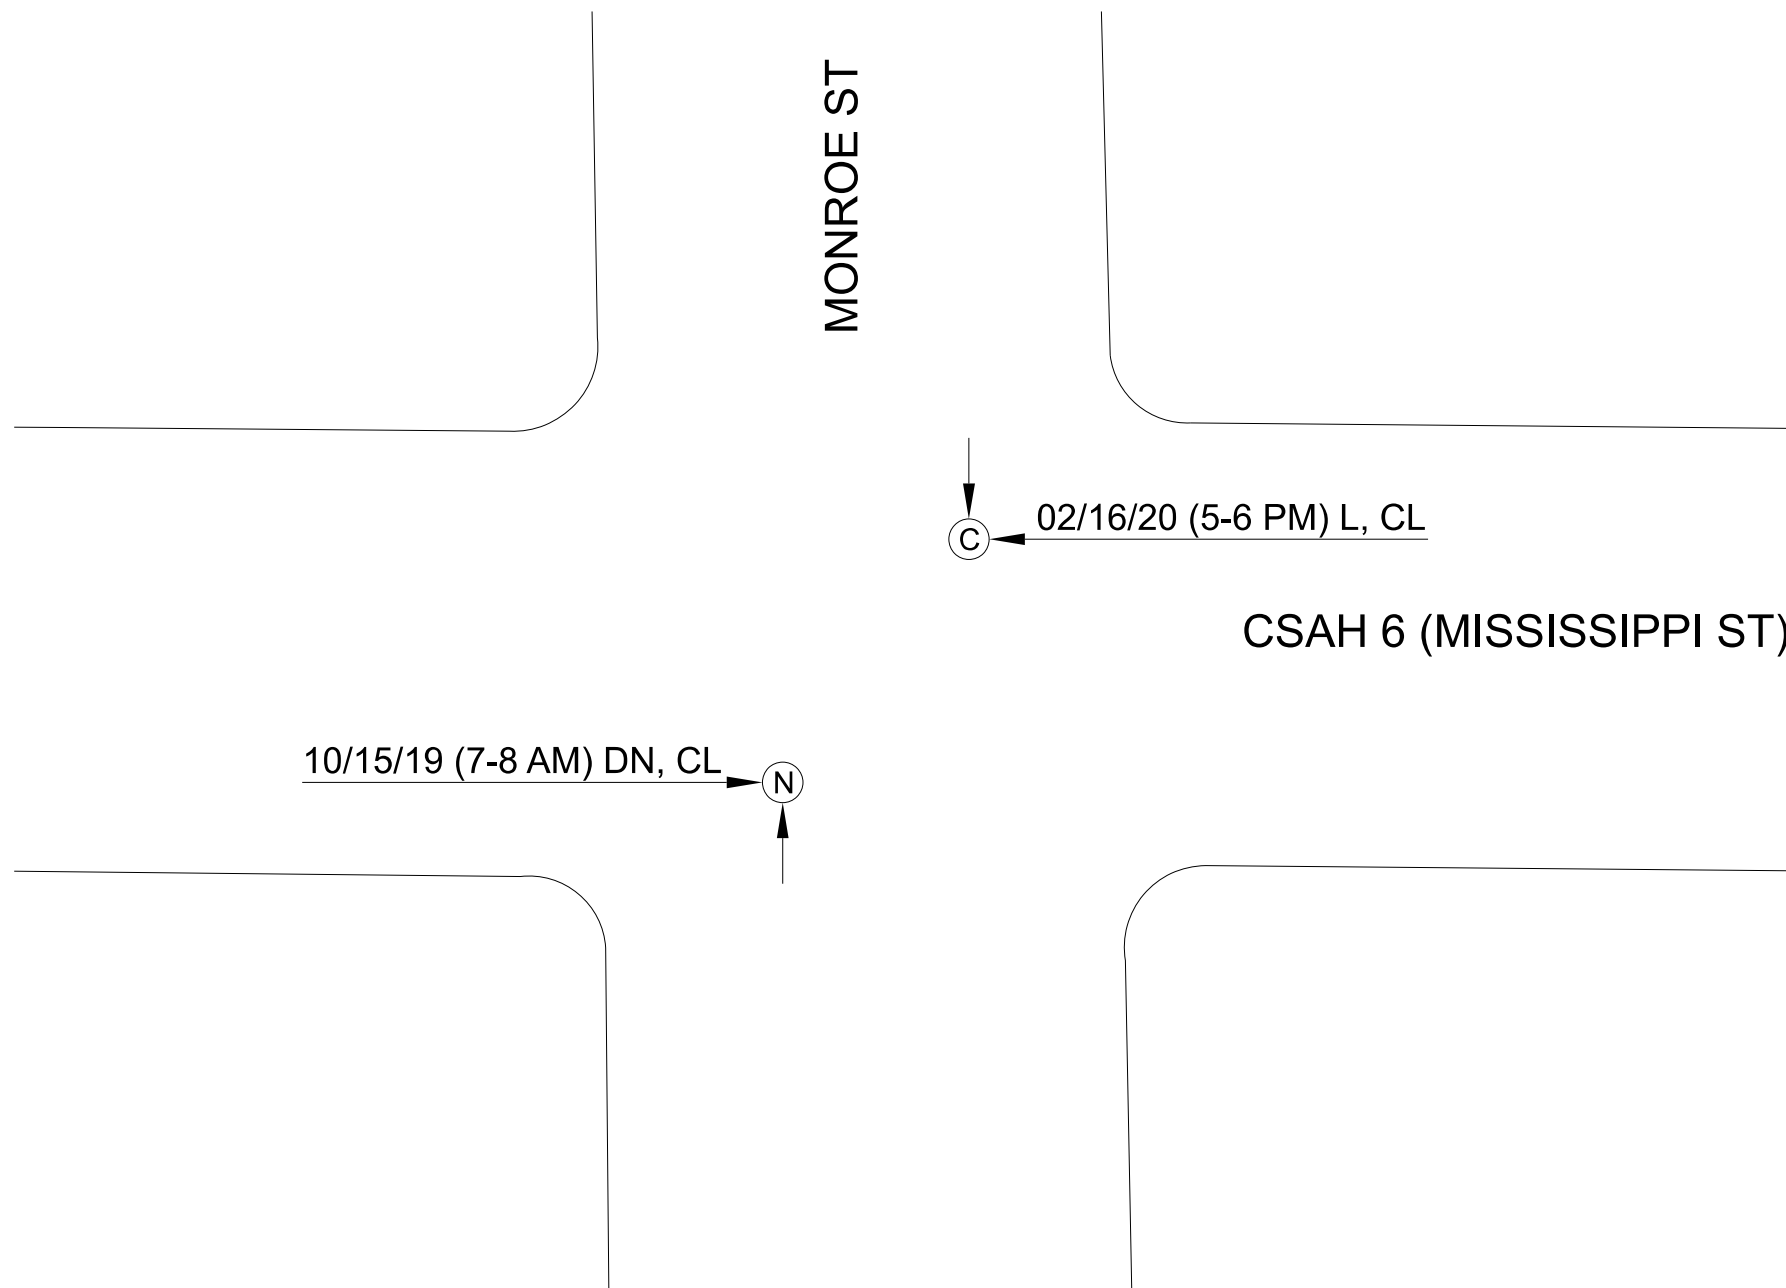 MONROE ST
02/16/20 (5-6 PM) L, CL
C
CSAH 6 (MISSISSIPPI ST)
10/15/19 (7-8 AM) DN, CL
N